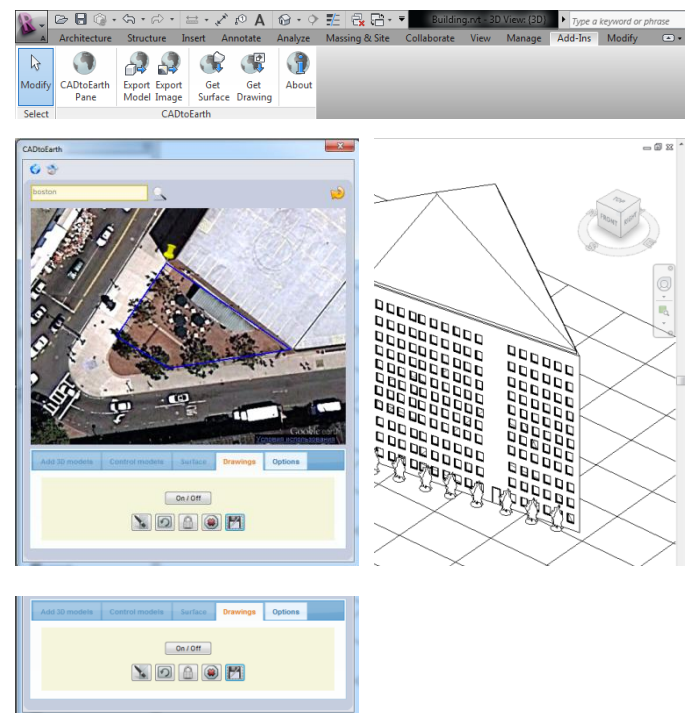 Building.rvt - 3D View: {3D}
Type a keyword or phrase
Architecture Structure Insert Annotate Analyze Massing & Site Collaborate View Manage Add-Ins Modify
Modify
CADtoEarth
Pane
Export
Model
Export
Image
Get
Surface
Get
Drawing
About
Select
CADtoEarth
CADtoEarth
boston
Google earth
Условия использования
Add 3D models Control models Surface Drawings Options
On / Off
TOP
FRONT
RIGHT
Add 3D models Control models Surface Drawings Options
On / Off